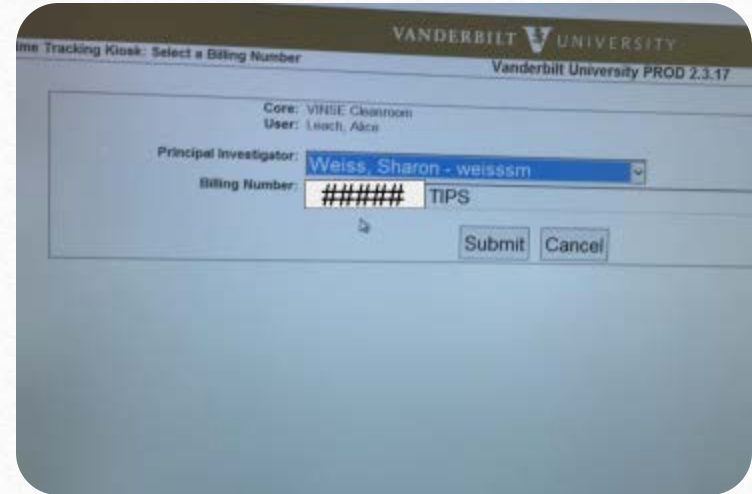 VANDERBILT UNIVERSITY
ime Tracking Kiosk: Select a Billing Number
Vanderbilt University PROD 2.3.17
Core: VINSE Cleanroom
User: Leach, Alice
Principal Investigator: Weiss, Sharon - weisssm
Billing Number: ##### TIPS
Submit Cancel